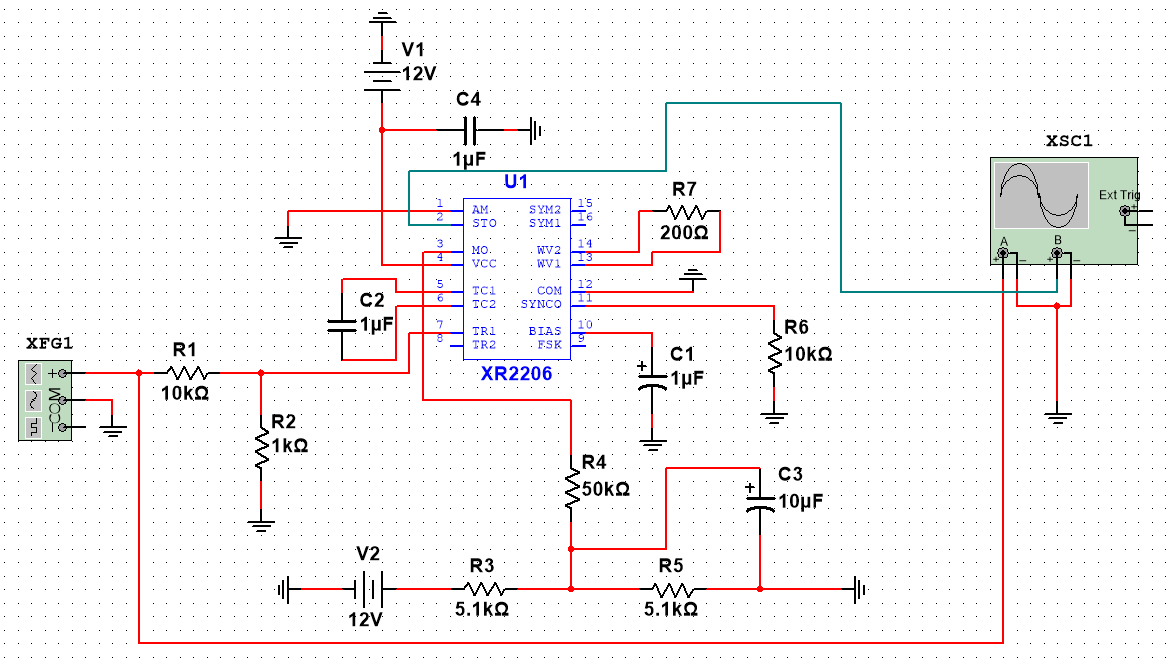 V1
12V
C4
1µF
XSC1
U1
Ext Trig
+
−
A
B
+ − + −
1 AM SYM2 15
2 STO SYM1 16
3 MO WV2 14
4 VCC WV1 13
5 TC1 COM 12
6 TC2 SYNCO 11
7 TR1 BIAS 10
8 TR2 FSK 9
XR2206
R7
200Ω
C2
1µF
R6
10kΩ
C1
1µF
+
XFG1
+
COM
−
R1
10kΩ
R2
1kΩ
R4
50kΩ
C3
10µF
+
V2
12V
R3
5.1kΩ
R5
5.1kΩ